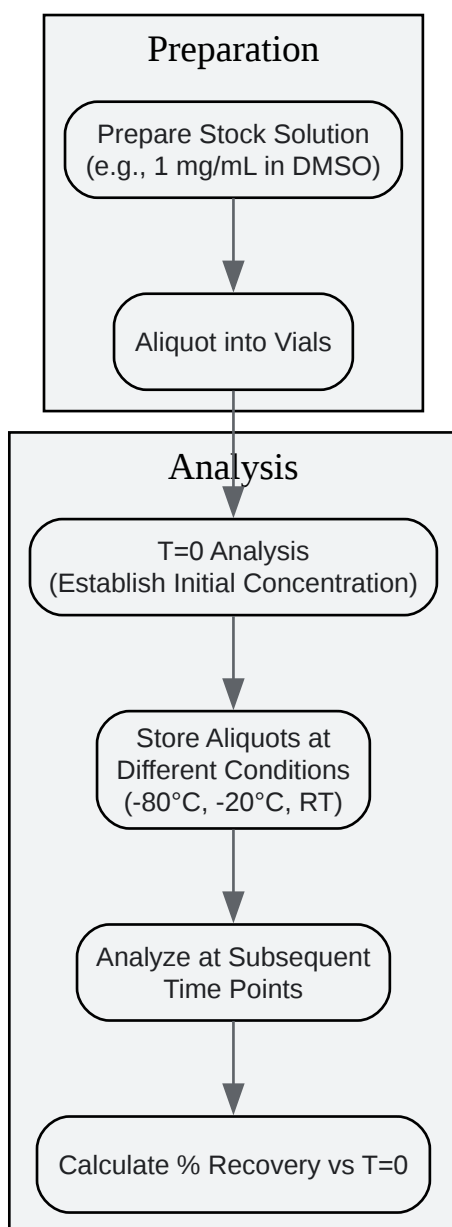 Preparation
Prepare Stock Solution
(e.g., 1 mg/mL in DMSO)
Aliquot into Vials
Analysis
T=0 Analysis
(Establish Initial Concentration)
Store Aliquots at
Different Conditions
(-80°C, -20°C, RT)
Analyze at Subsequent
Time Points
Calculate % Recovery vs T=0